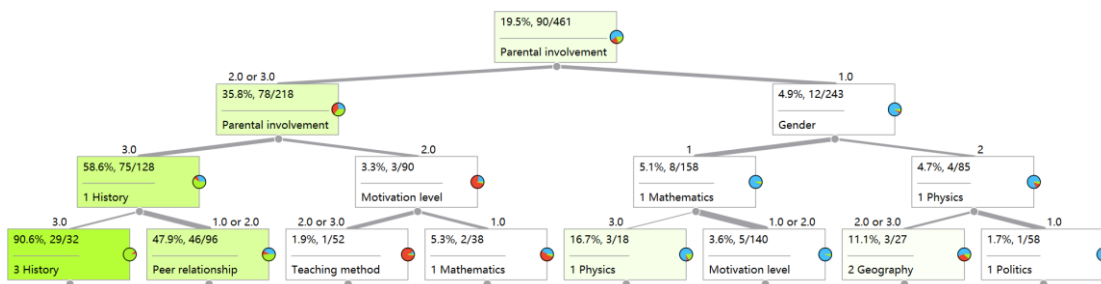 19.5%, 90/461
Parental involvement
2.0 or 3.0
1.0
35.8%, 78/218
Parental involvement
4.9%, 12/243
Gender
3.0
2.0
1
2
58.6%, 75/128
1 History
3.3%, 3/90
Motivation level
5.1%, 8/158
1 Mathematics
4.7%, 4/85
1 Physics
3.0
1.0 or 2.0
2.0 or 3.0
1.0
3.0
1.0 or 2.0
2.0 or 3.0
1.0
90.6%, 29/32
3 History
47.9%, 46/96
Peer relationship
1.9%, 1/52
Teaching method
5.3%, 2/38
1 Mathematics
16.7%, 3/18
1 Physics
3.6%, 5/140
Motivation level
11.1%, 3/27
2 Geography
1.7%, 1/58
1 Politics